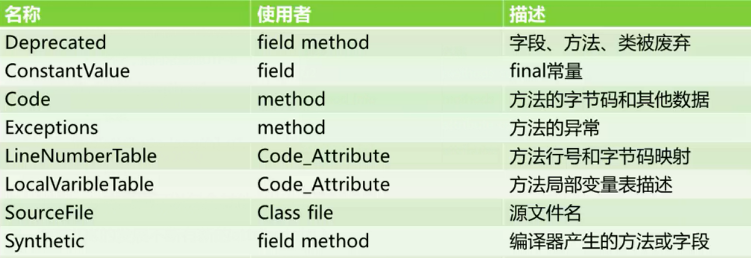 名称 使用者 描述
Deprecated field method 字段、方法、类被废弃
ConstantValue field final常量
Code method 方法的字节码和其他数据
Exceptions method 方法的异常
LineNumberTable Code_Attribute 方法行号和字节码映射
LocalVaribleTable Code_Attribute 方法局部变量表描述
SourceFile Class file 源文件名
Synthetic field method 编译器产生的方法或字段